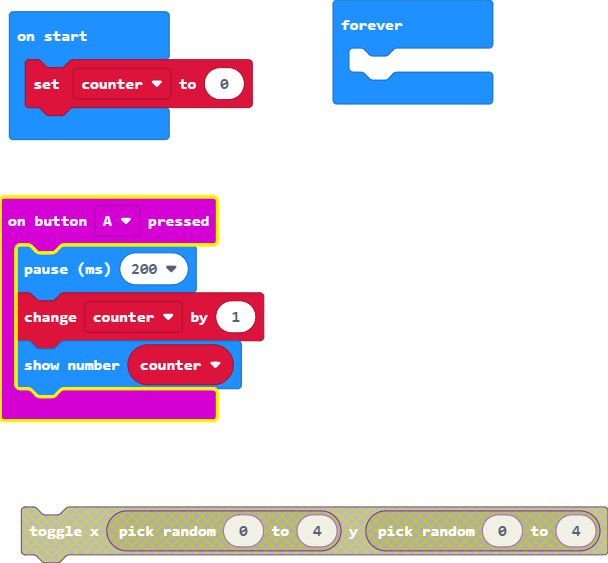 on start
forever
set counter to 0
on button A pressed
pause (ms) 200
change counter by 1
show number counter
toggle x pick random 0 to 4 y pick random 0 to 4